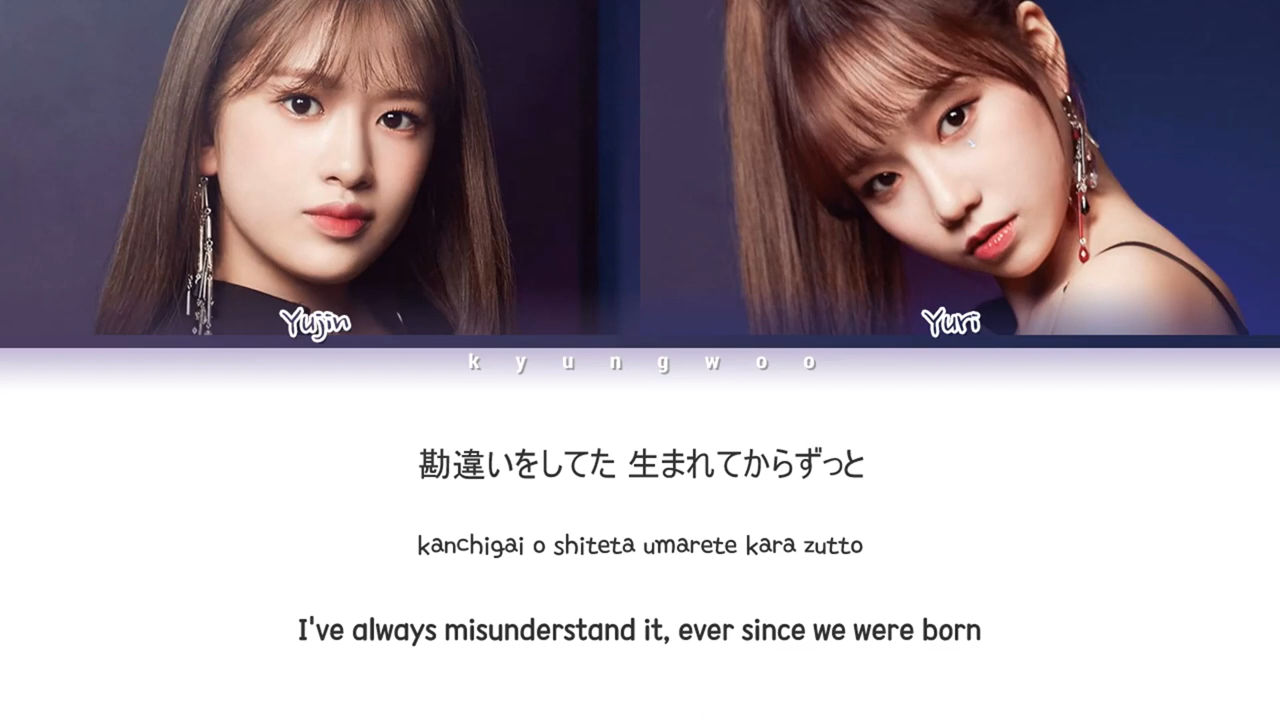 Yujin
Yuri
kyungwoo
勘違いをしてた 生まれてからずっと
kanchigai o shiteta umarete kara zutto
I've always misunderstand it, ever since we were born